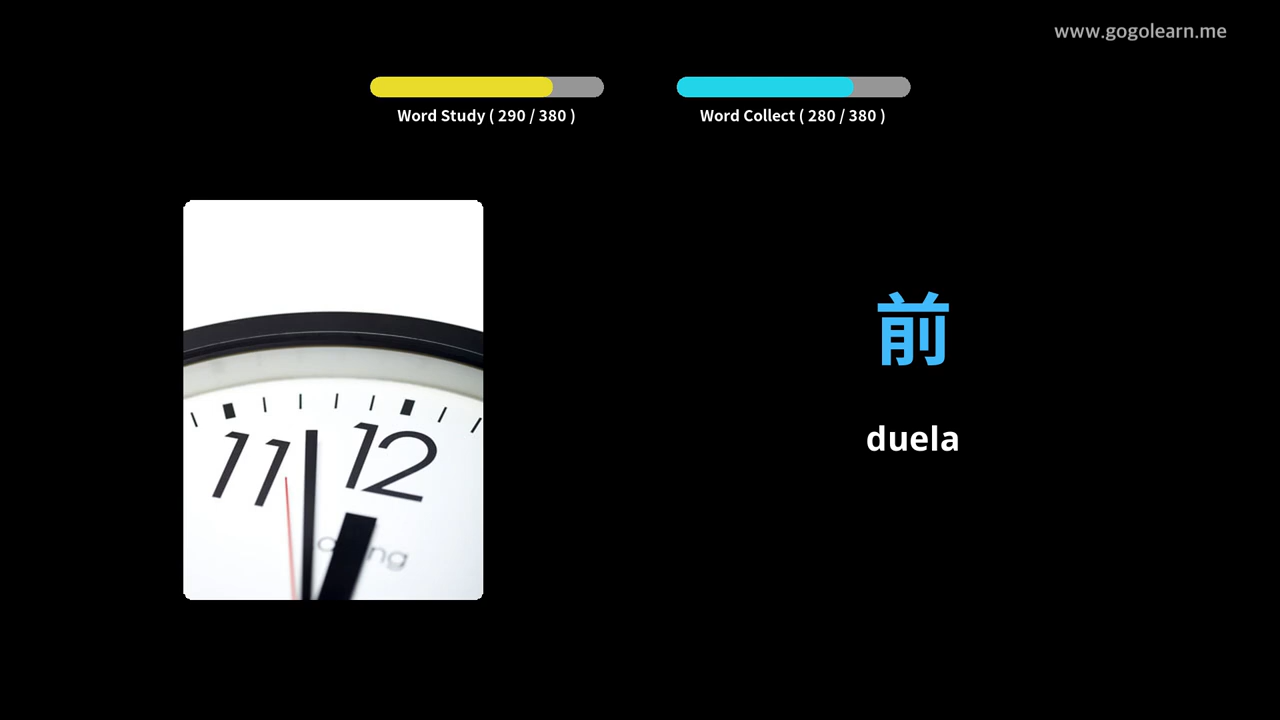 www.gogolearn.me
Word Study ( 290 / 380 )
Word Collect ( 280 / 380 )
11 12
前
duela